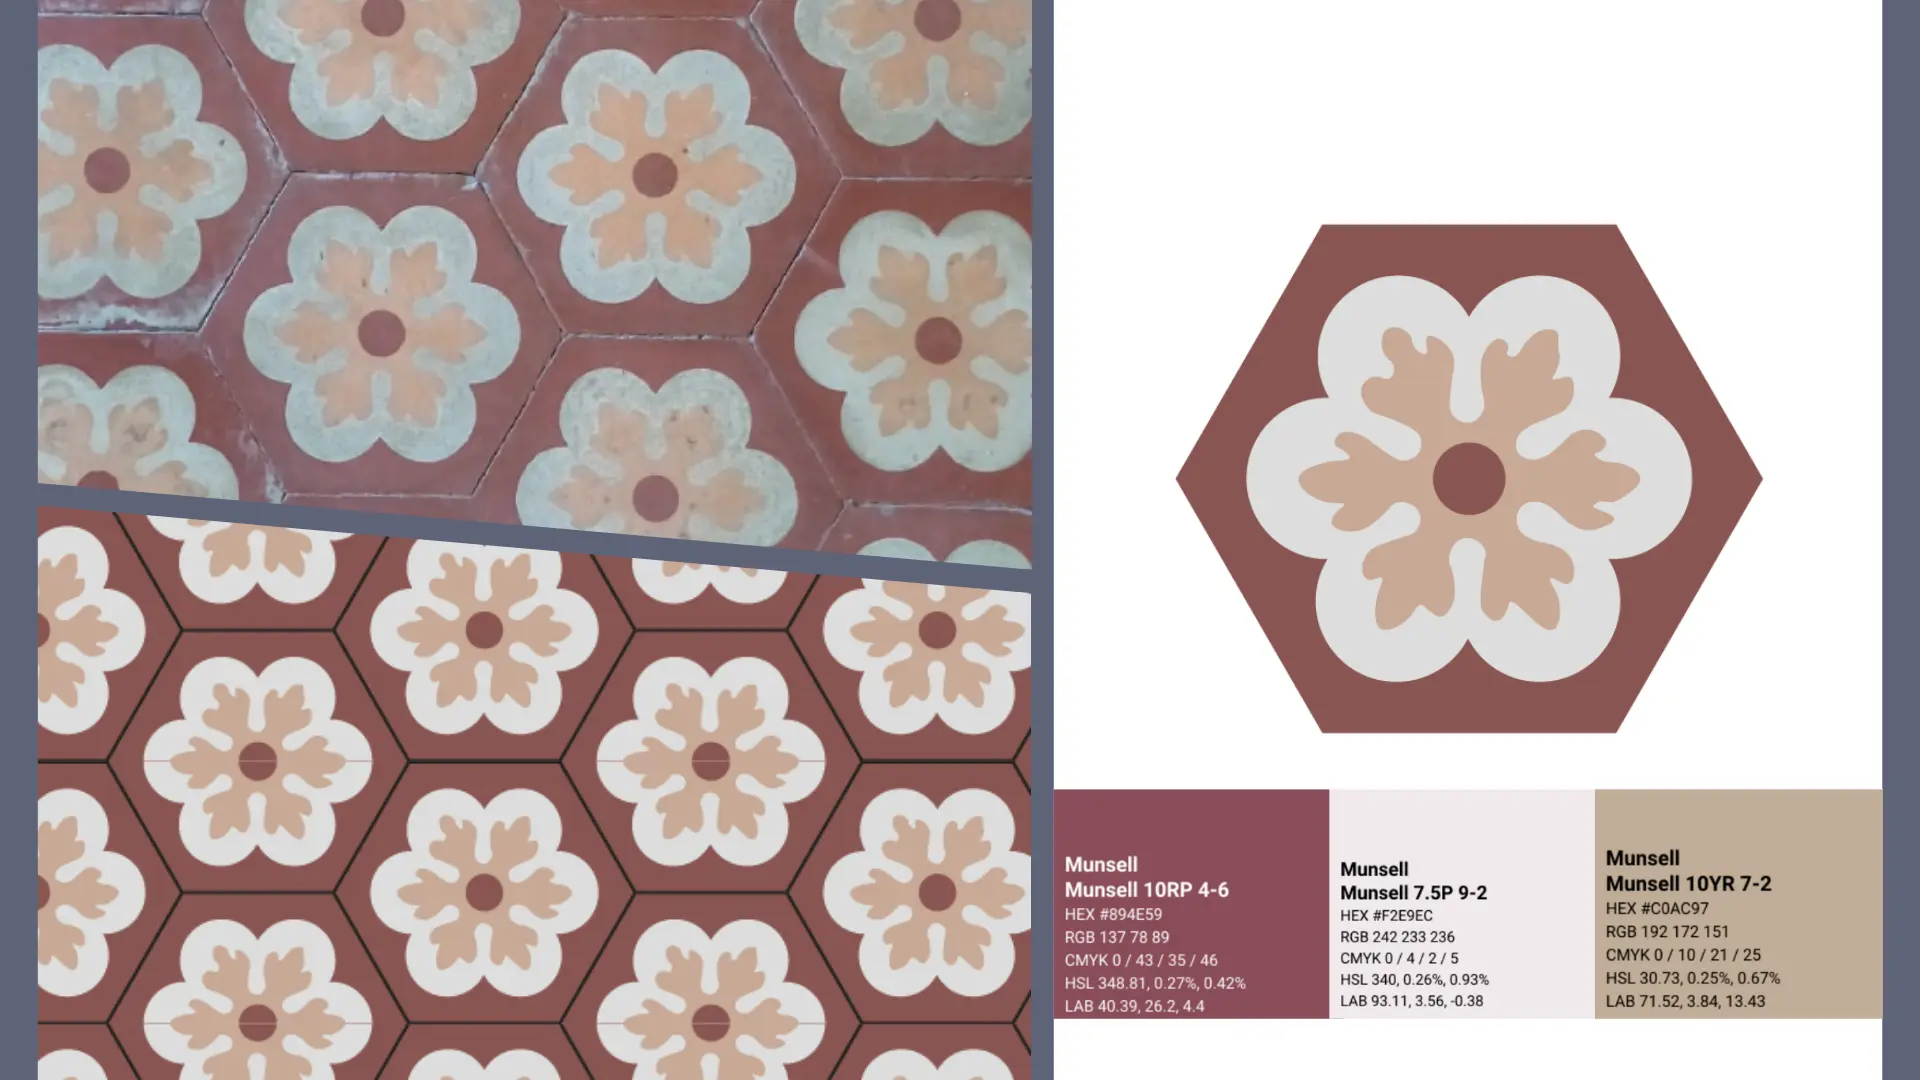 Munsell
Munsell 10RP 4-6
HEX #894E59
RGB 137 78 89
CMYK 0 / 43 / 35 / 46
HSL 348.81, 0.27%, 0.42%
LAB 40.39, 26.2, 4.4
Munsell
Munsell 7.5P 9-2
HEX #F2E9EC
RGB 242 233 236
CMYK 0 / 4 / 2 / 5
HSL 340, 0.26%, 0.93%
LAB 93.11, 3.56, -0.38
Munsell
Munsell 10YR 7-2
HEX #C0AC97
RGB 192 172 151
CMYK 0 / 10 / 21 / 25
HSL 30.73, 0.25%, 0.67%
LAB 71.52, 3.84, 13.43